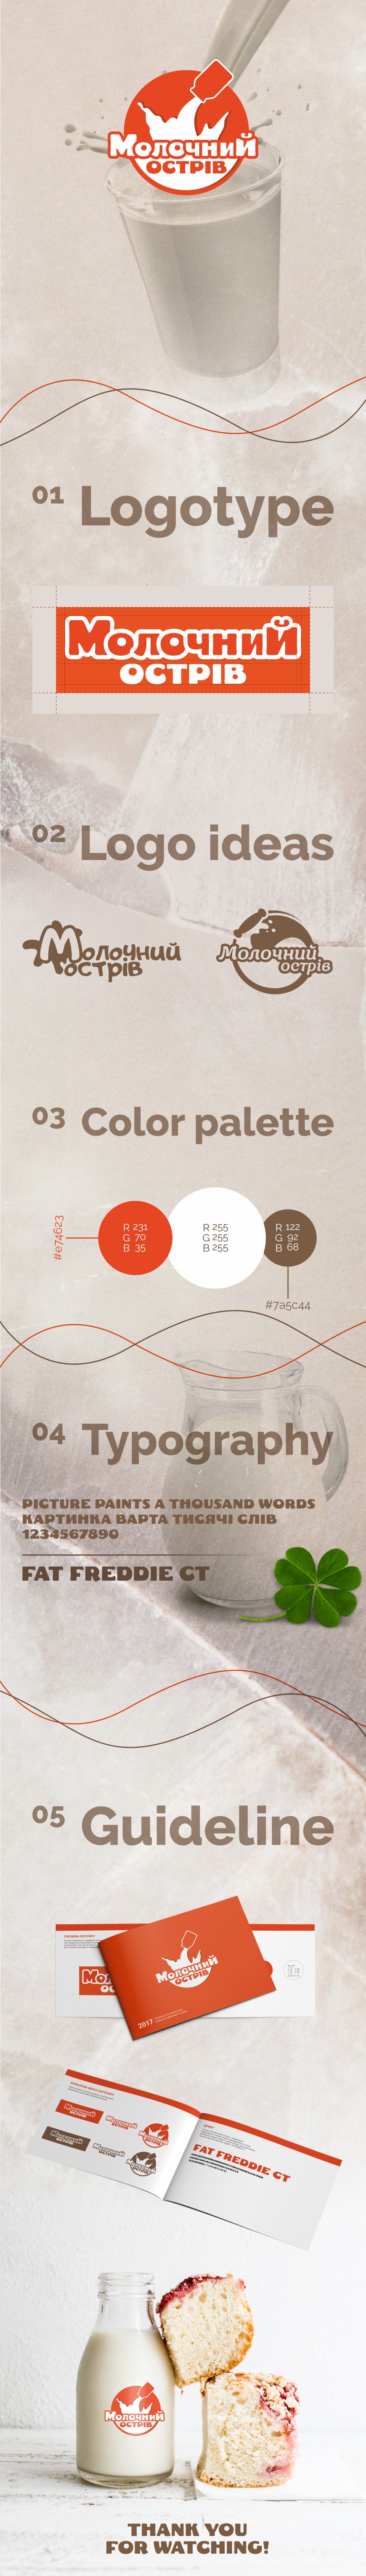 Молочний
ОСТРІВ
01 Logotype
Молочний
ОСТРІВ
02 Logo ideas
Молочний
острів
Молочний
острів
03 Color palette
#e74623
R 231
G 70
B 35
R 255
G 255
B 255
R 122
G 92
B 68
#7a5c44
04 Typography
PICTURE PAINTS A THOUSAND WORDS
КАРТИНКА ВАРТА ТИСЯЧІ СЛІВ
1234567890
FAT FREDDIE CT
05 Guideline
Молочний
ОСТРІВ
2017
FAT FREDDIE CT
Молочний
ОСТРІВ
THANK YOU
FOR WATCHING!